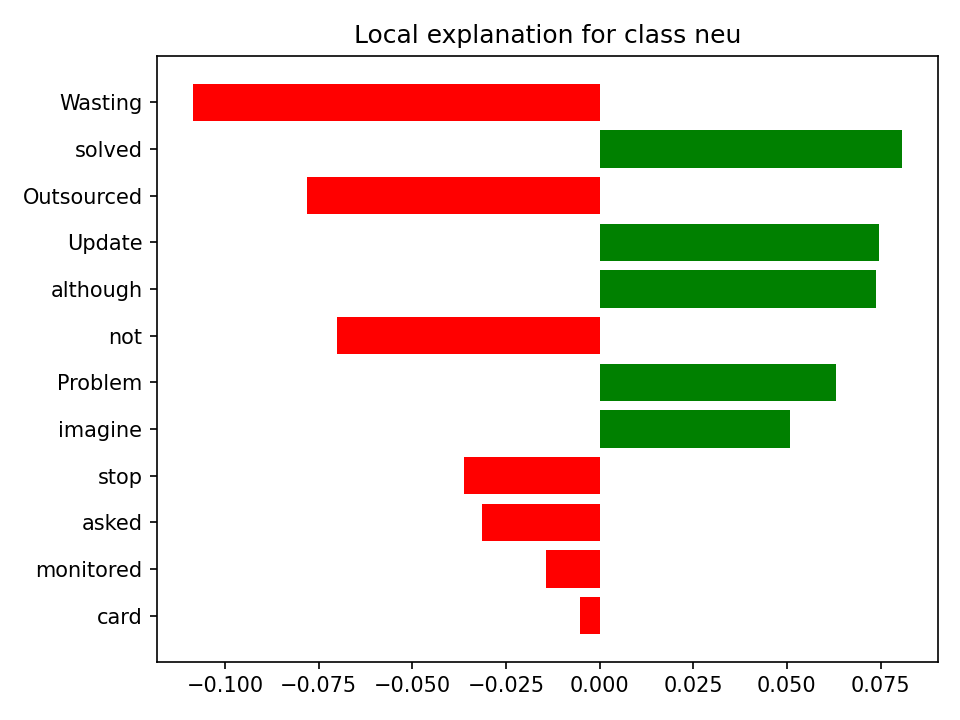 Local explanation for class neu
Wasting
solved
Outsourced
Update
although
not
Problem
imagine
stop
asked
monitored
card
−0.100 −0.075 −0.050 −0.025 0.000 0.025 0.050 0.075